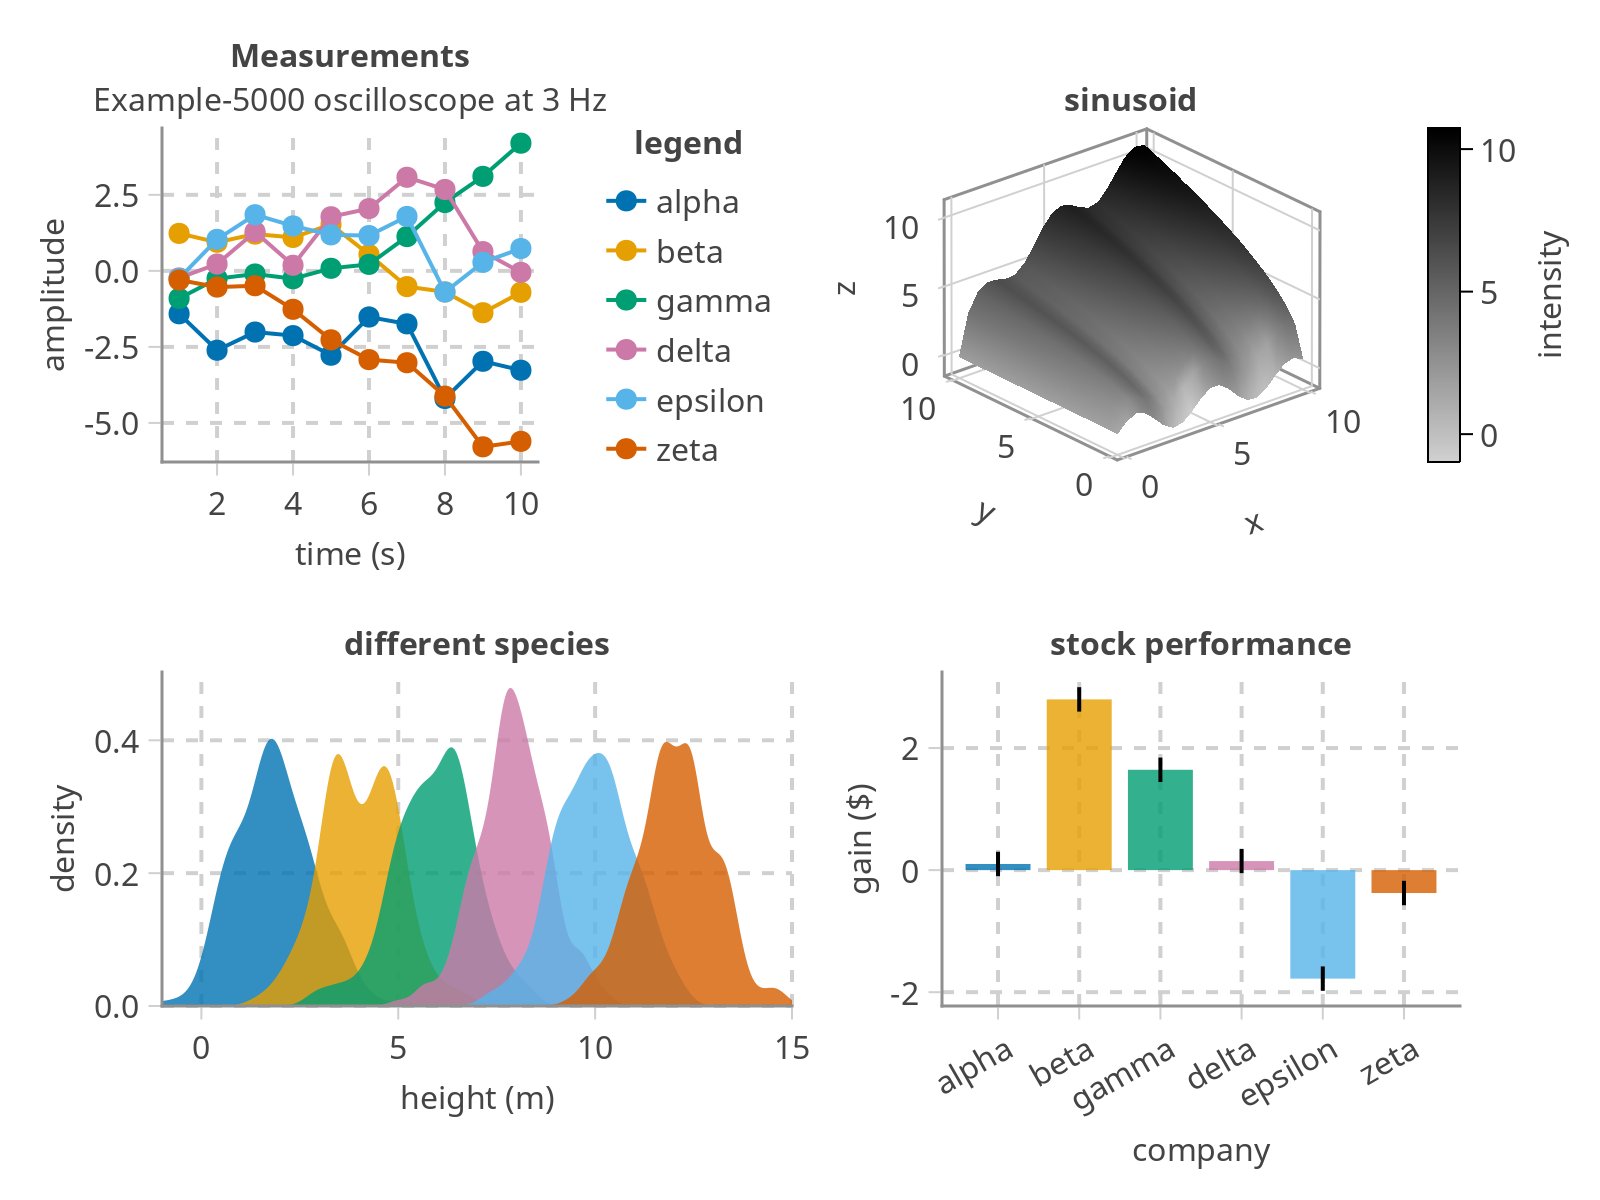 Measurements
Example-5000 oscilloscope at 3 Hz
amplitude
2.5
0.0
-2.5
-5.0
2 4 6 8 10
time (s)
legend
alpha
beta
gamma
delta
epsilon
zeta
sinusoid
z
10
5
0
10
5
0
y
0
5
10
x
10
5
0
intensity
different species
density
0.4
0.2
0.0
0 5 10 15
height (m)
stock performance
gain ($)
2
0
-2
alpha beta gamma delta epsilon zeta
company